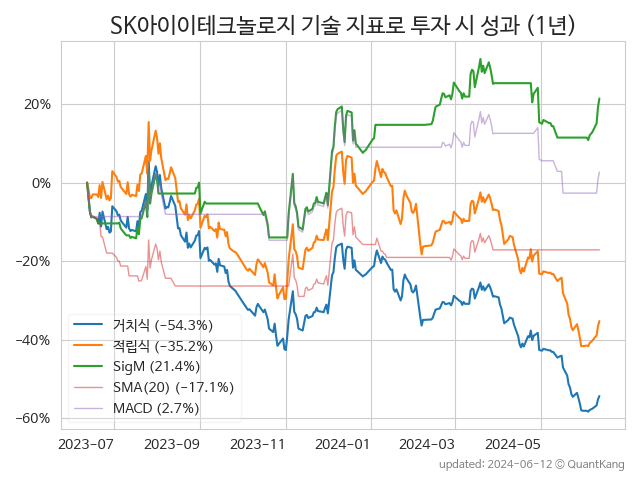 SK아이이테크놀로지 기술 지표로 투자 시 성과 (1년)
20%
0%
−20%
−40%
−60%
거치식 (−54.3%)
적립식 (−35.2%)
SigM (21.4%)
SMA(20) (−17.1%)
MACD (2.7%)
2023-07 2023-09 2023-11 2024-01 2024-03 2024-05
updated: 2024-06-12 © QuantKang